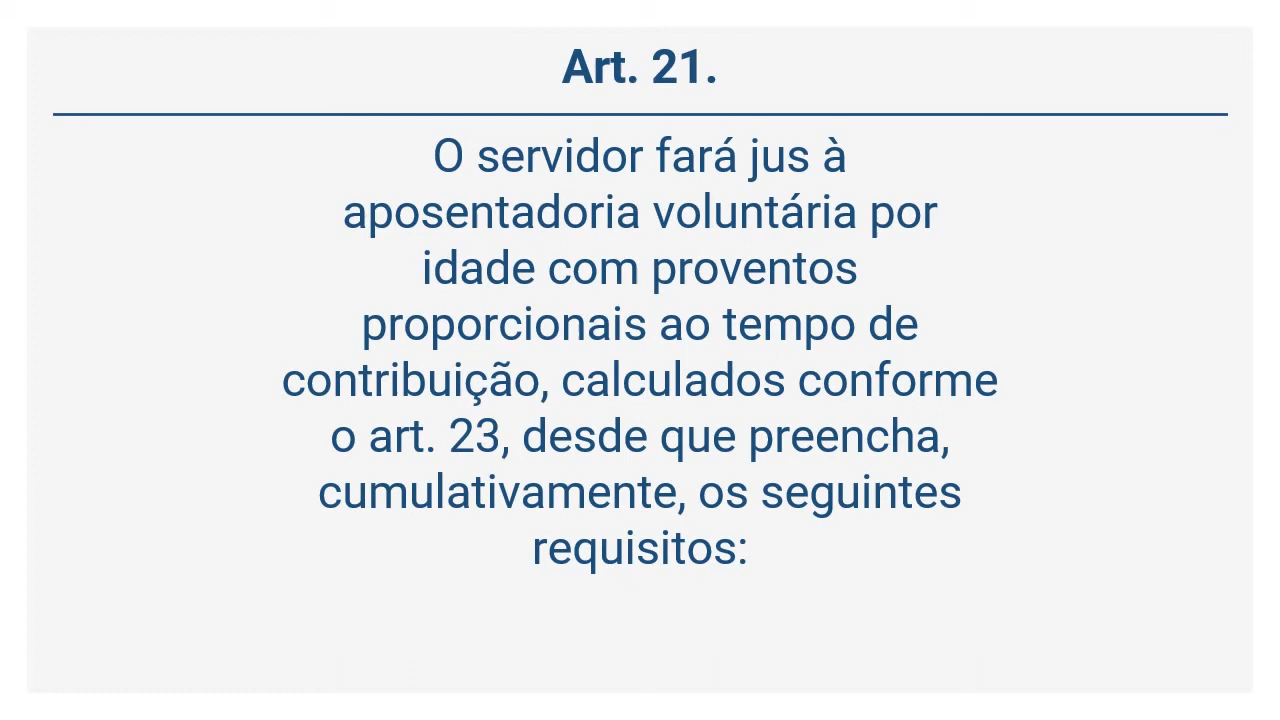 Art. 21.
O servidor fará jus à
aposentadoria voluntária por
idade com proventos
proporcionais ao tempo de
contribuição, calculados conforme
o art. 23, desde que preencha,
cumulativamente, os seguintes
requisitos: